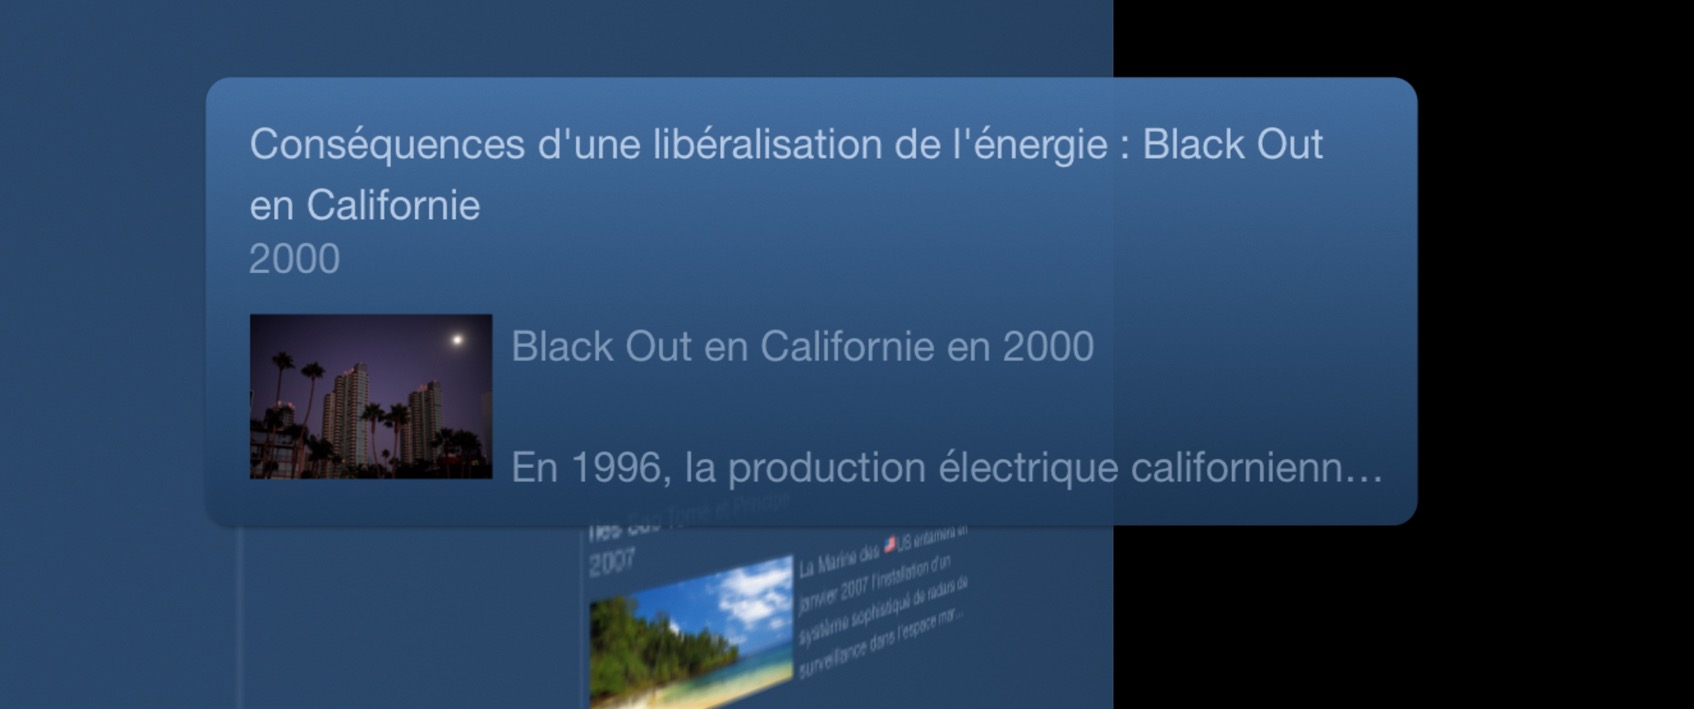 Conséquences d'une libéralisation de l'énergie : Black Out
en Californie
2000
Black Out en Californie en 2000
En 1996, la production électrique californienn…
Iles Sao Tomé et Principe
2007
La Marine des US entamera en
janvier 2007 l'installation d'un
système sophistiqué de radars de
surveillance dans l'espace mar…